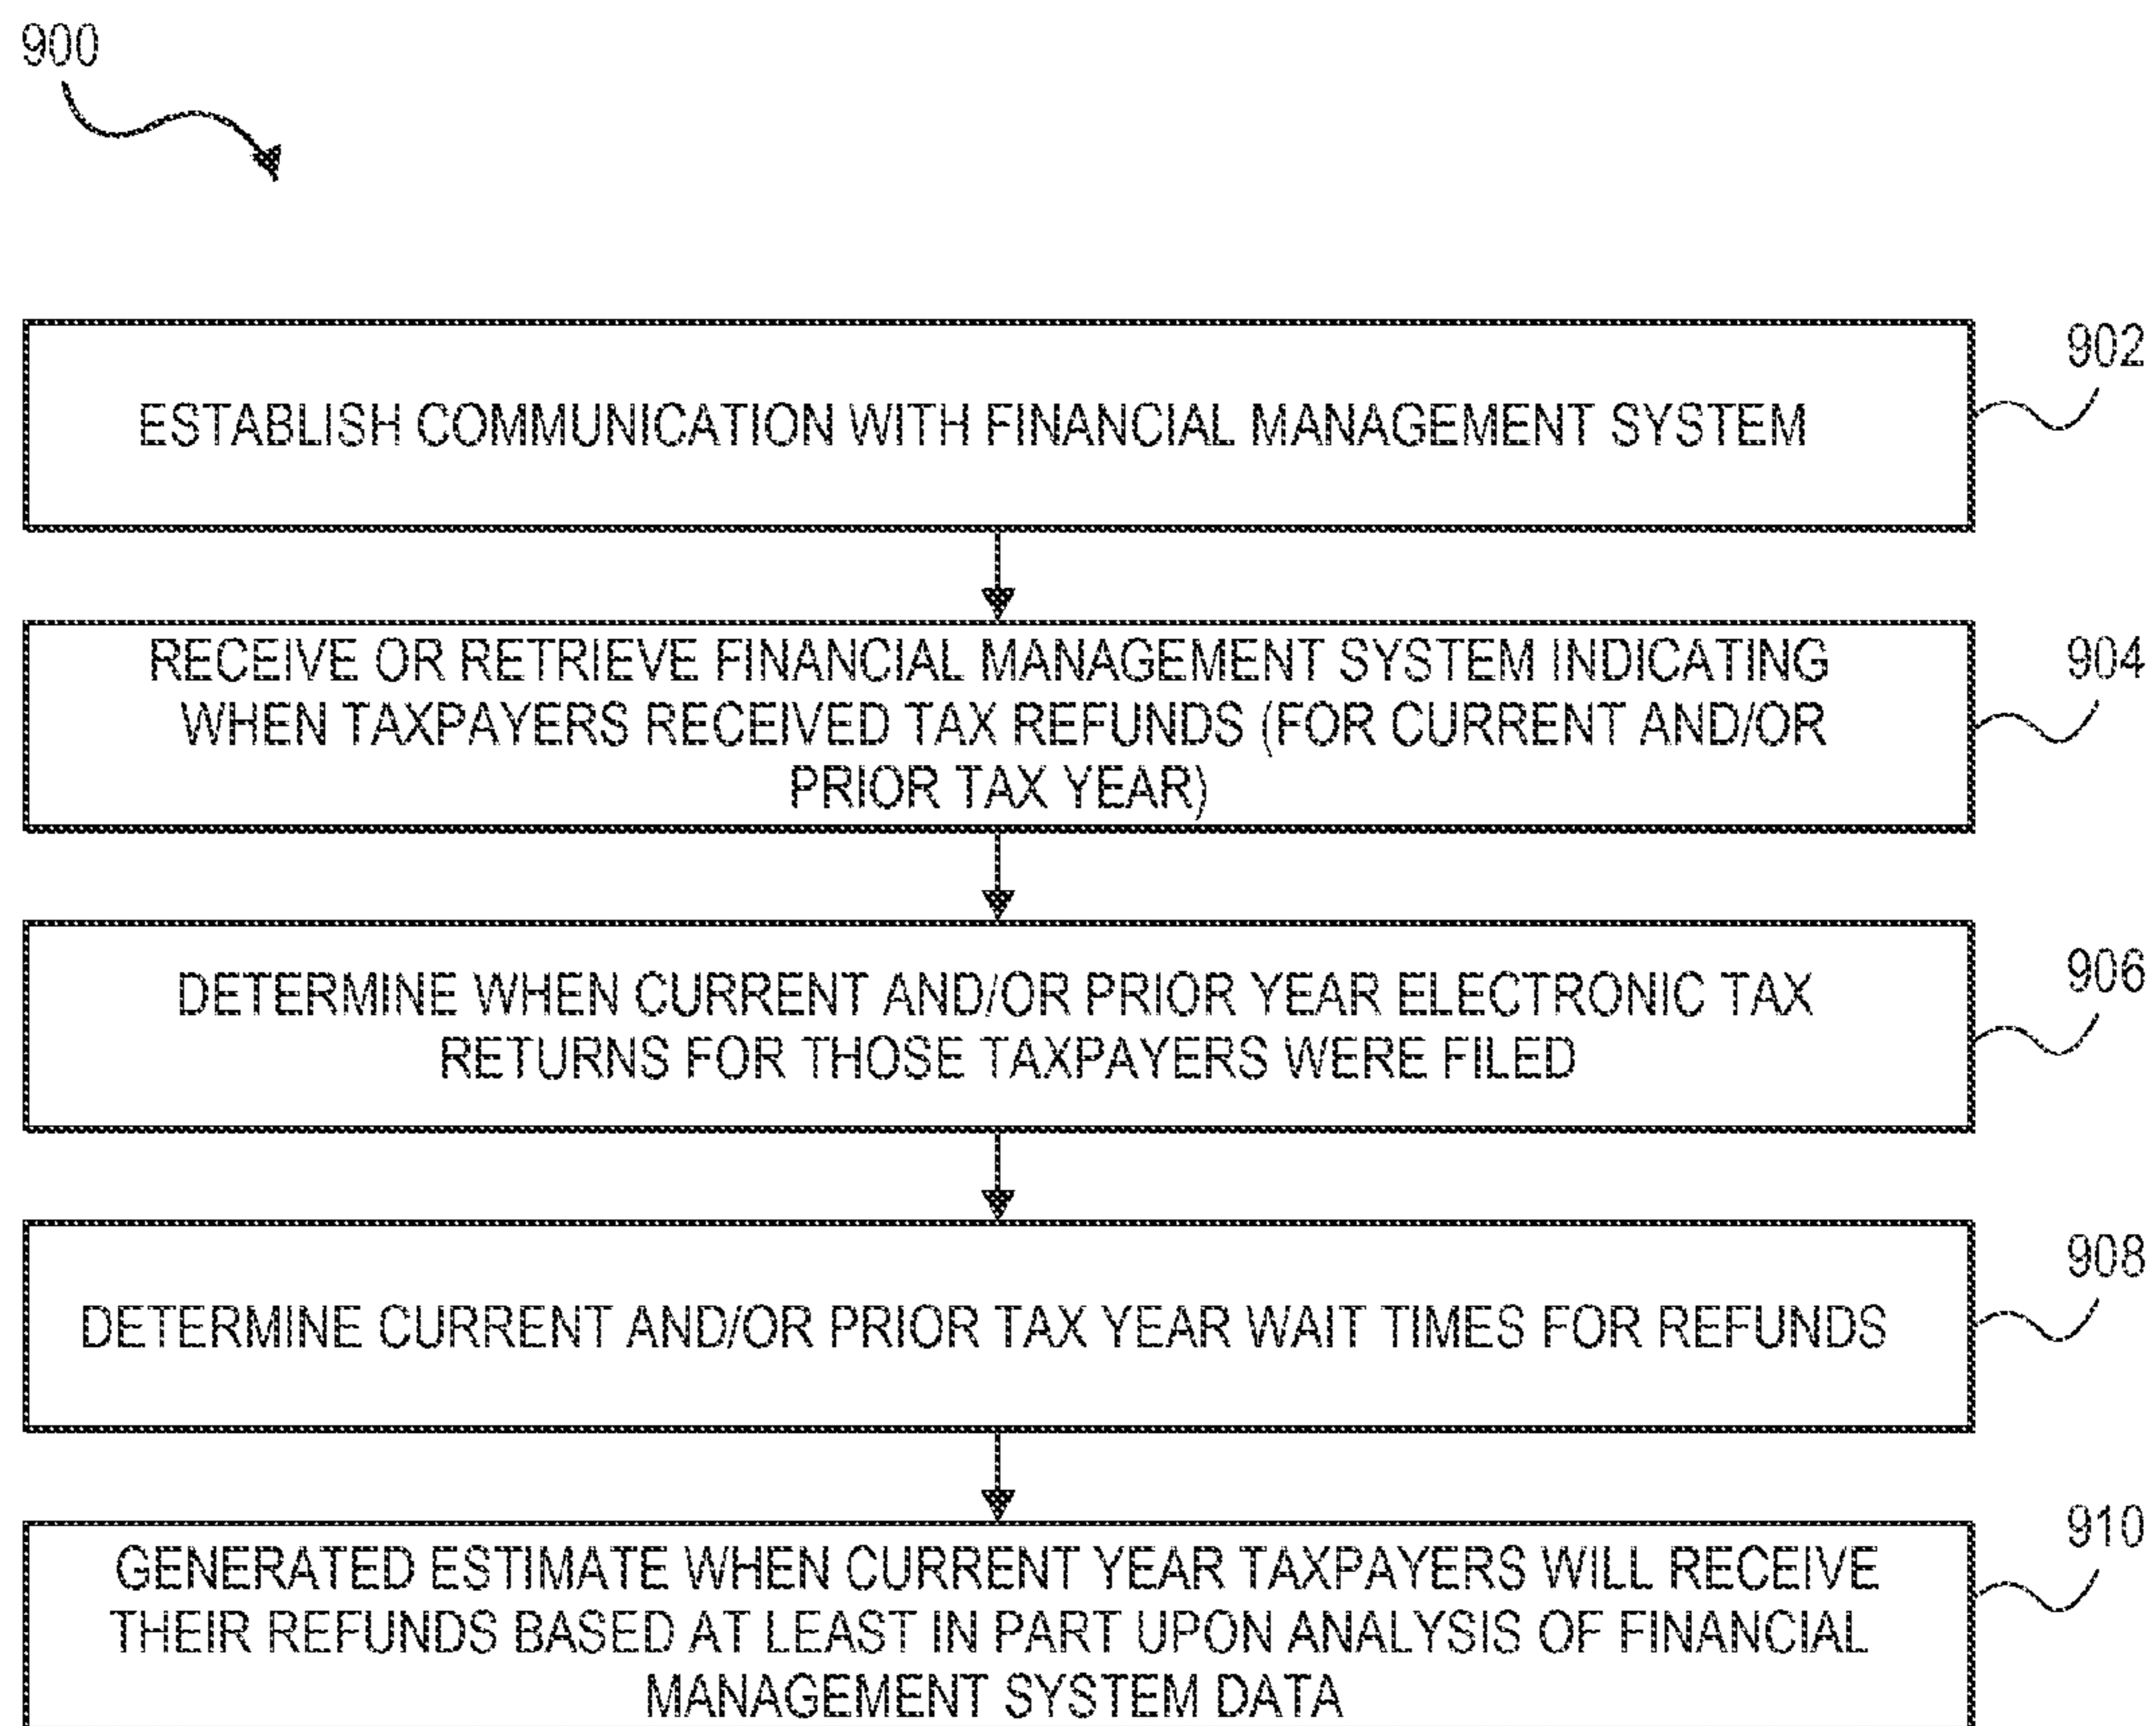 900
902
ESTABLISH COMMUNICATION WITH FINANCIAL MANAGEMENT SYSTEM
904
RECEIVE OR RETRIEVE FINANCIAL MANAGEMENT SYSTEM INDICATING
WHEN TAXPAYERS RECEIVED TAX REFUNDS (FOR CURRENT AND/OR
PRIOR TAX YEAR)
906
DETERMINE WHEN CURRENT AND/OR PRIOR YEAR ELECTRONIC TAX
RETURNS FOR THOSE TAXPAYERS WERE FILED
908
DETERMINE CURRENT AND/OR PRIOR TAX YEAR WAIT TIMES FOR REFUNDS
910
GENERATED ESTIMATE WHEN CURRENT YEAR TAXPAYERS WILL RECEIVE
THEIR REFUNDS BASED AT LEAST IN PART UPON ANALYSIS OF FINANCIAL
MANAGEMENT SYSTEM DATA